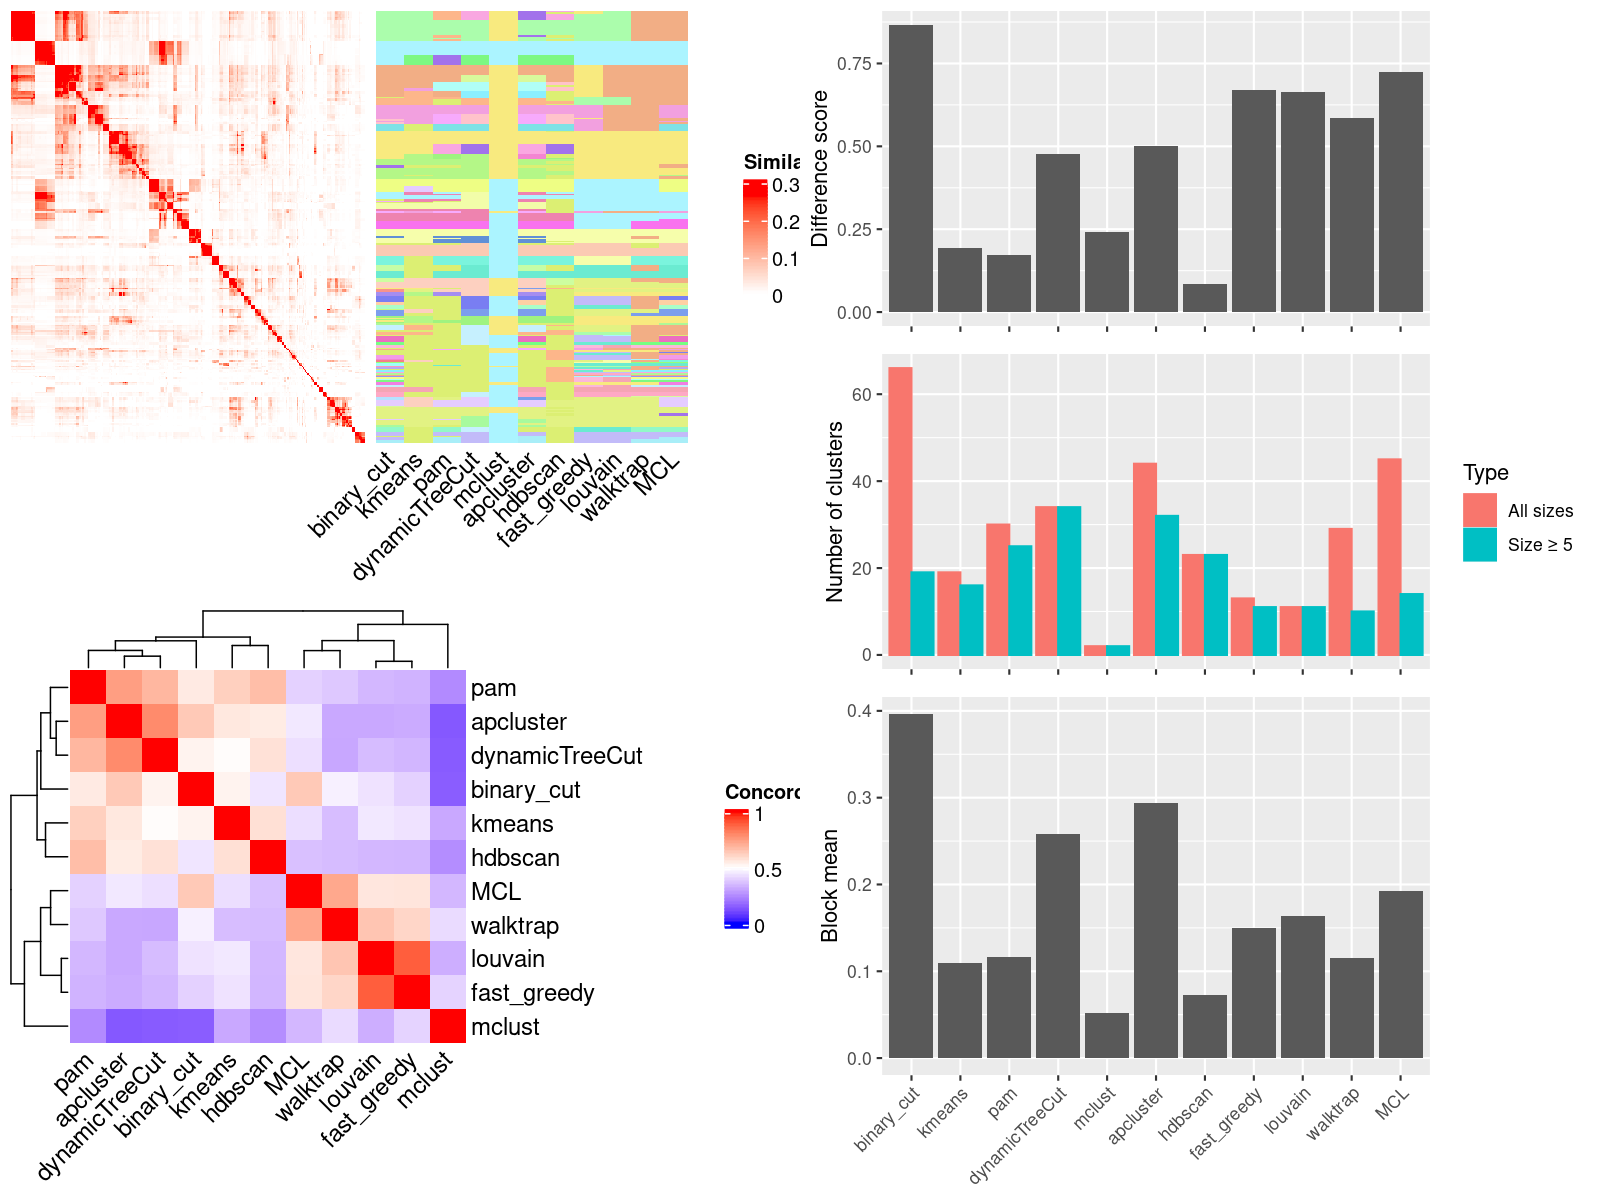 Simila
0.3
0.2
0.1
0
binary_cut
kmeans
pam
dynamicTreeCut
mclust
apcluster
hdbscan
fast_greedy
louvain
walktrap
MCL
pam
apcluster
dynamicTreeCut
binary_cut
kmeans
hdbscan
MCL
walktrap
louvain
fast_greedy
mclust
Concord
1
0.5
0
pam
apcluster
dynamicTreeCut
binary_cut
kmeans
hdbscan
MCL
walktrap
louvain
fast_greedy
mclust
Difference score
0.75
0.50
0.25
0.00
Number of clusters
60
40
20
0
Type
All sizes
Size ≥ 5
Block mean
0.4
0.3
0.2
0.1
0.0
binary_cut
kmeans
pam
dynamicTreeCut
mclust
apcluster
hdbscan
fast_greedy
louvain
walktrap
MCL